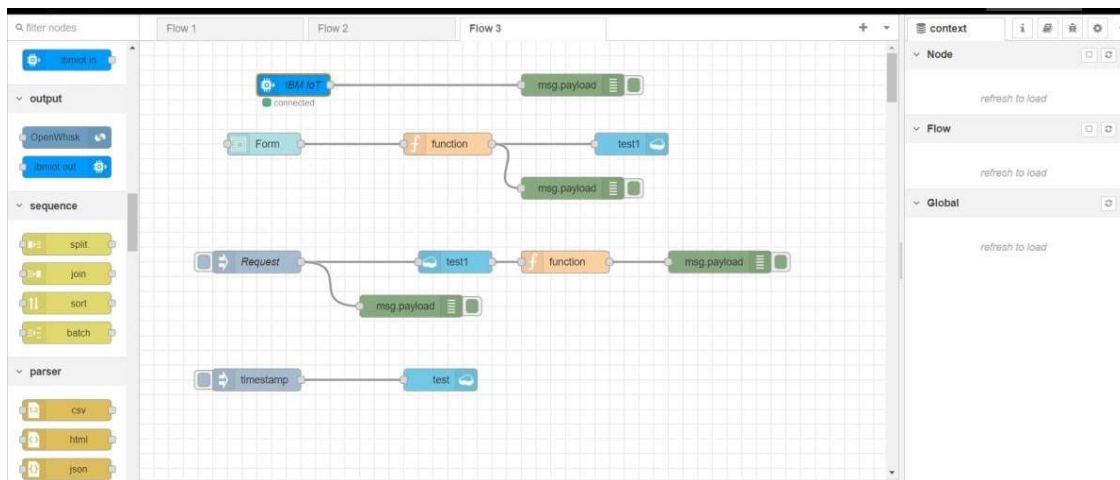 filter nodes
Flow 1
Flow 2
Flow 3
context
ibmiot in
output
OpenWhisk
ibmiot out
sequence
split
join
sort
batch
parser
csv
html
json
IBM IoT
connected
msg.payload
Form
function
test1
msg.payload
Request
test1
function
msg.payload
msg.payload
timestamp
test
Node
refresh to load
Flow
refresh to load
Global
refresh to load